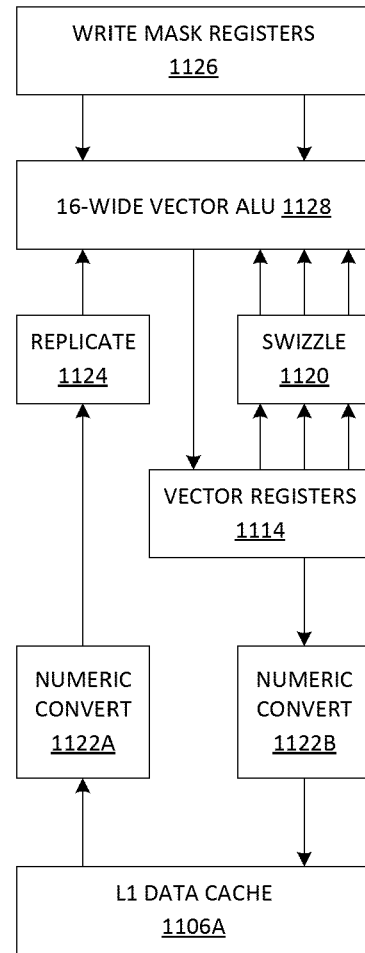 WRITE MASK REGISTERS
1126
16-WIDE VECTOR ALU 1128
REPLICATE
1124
SWIZZLE
1120
VECTOR REGISTERS
1114
NUMERIC
CONVERT
1122A
NUMERIC
CONVERT
1122B
L1 DATA CACHE
1106A